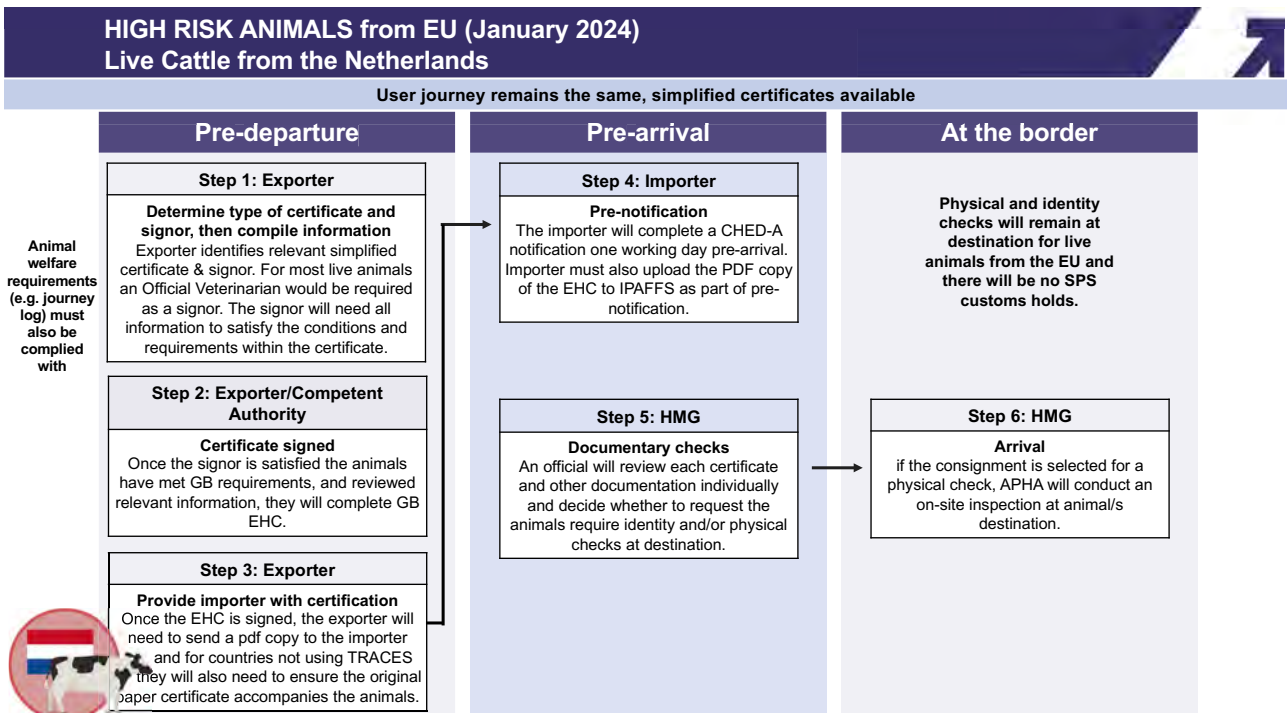 HIGH RISK ANIMALS from EU (January 2024)
Live Cattle from the Netherlands
User journey remains the same, simplified certificates available
Animal
welfare
requirements
(e.g. journey
log) must
also be
complied
with
Pre-departure
Step 1: Exporter
Determine type of certificate and
signor, then compile information
Exporter identifies relevant simplified
certificate & signor. For most live animals
an Official Veterinarian would be required
as a signor. The signor will need all
information to satisfy the conditions and
requirements within the certificate.
Step 2: Exporter/Competent
Authority
Certificate signed
Once the signor is satisfied the animals
have met GB requirements, and reviewed
relevant information, they will complete GB
EHC.
Step 3: Exporter
Provide importer with certification
Once the EHC is signed, the exporter will
need to send a pdf copy to the importer
and for countries not using TRACES
they will also need to ensure the original
paper certificate accompanies the animals.
Pre-arrival
Step 4: Importer
Pre-notification
The importer will complete a CHED-A
notification one working day pre-arrival.
Importer must also upload the PDF copy
of the EHC to IPAFFS as part of pre-
notification.
Step 5: HMG
Documentary checks
An official will review each certificate
and other documentation individually
and decide whether to request the
animals require identity and/or physical
checks at destination.
At the border
Physical and identity
checks will remain at
destination for live
animals from the EU and
there will be no SPS
customs holds.
Step 6: HMG
Arrival
if the consignment is selected for a
physical check, APHA will conduct an
on-site inspection at animal/s
destination.